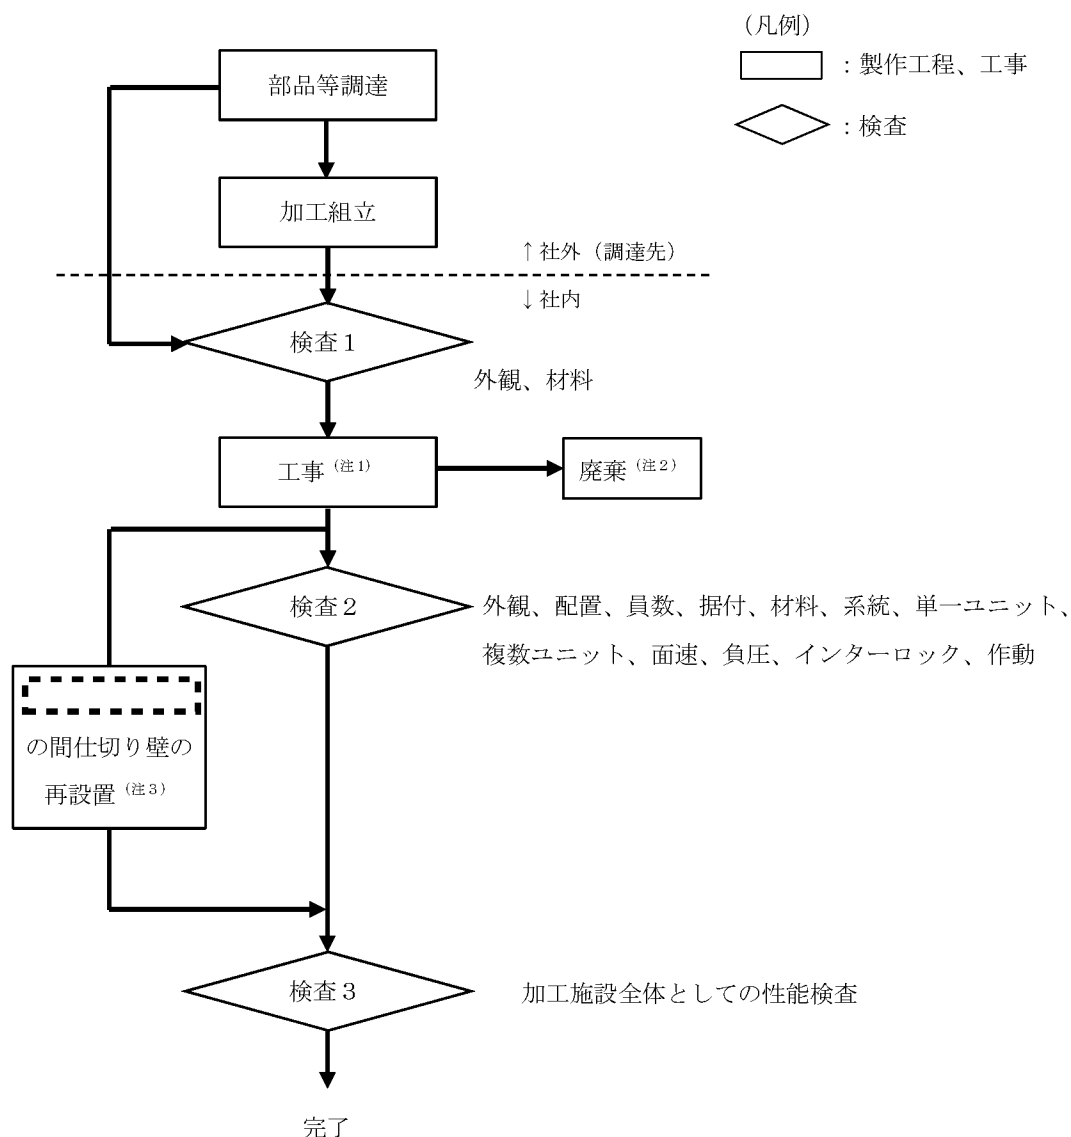 (凡例)
：製作工程、工事
：検査
部品等調達
加工組立
↑社外（調達先）
↓社内
検査１
外観、材料
工事（注１）
廃棄（注２）
検査２
外観、配置、員数、据付、材料、系統、単一ユニット、
複数ユニット、面速、負圧、インターロック、作動
の間仕切り壁の
再設置（注３）
検査３
加工施設全体としての性能検査
完了